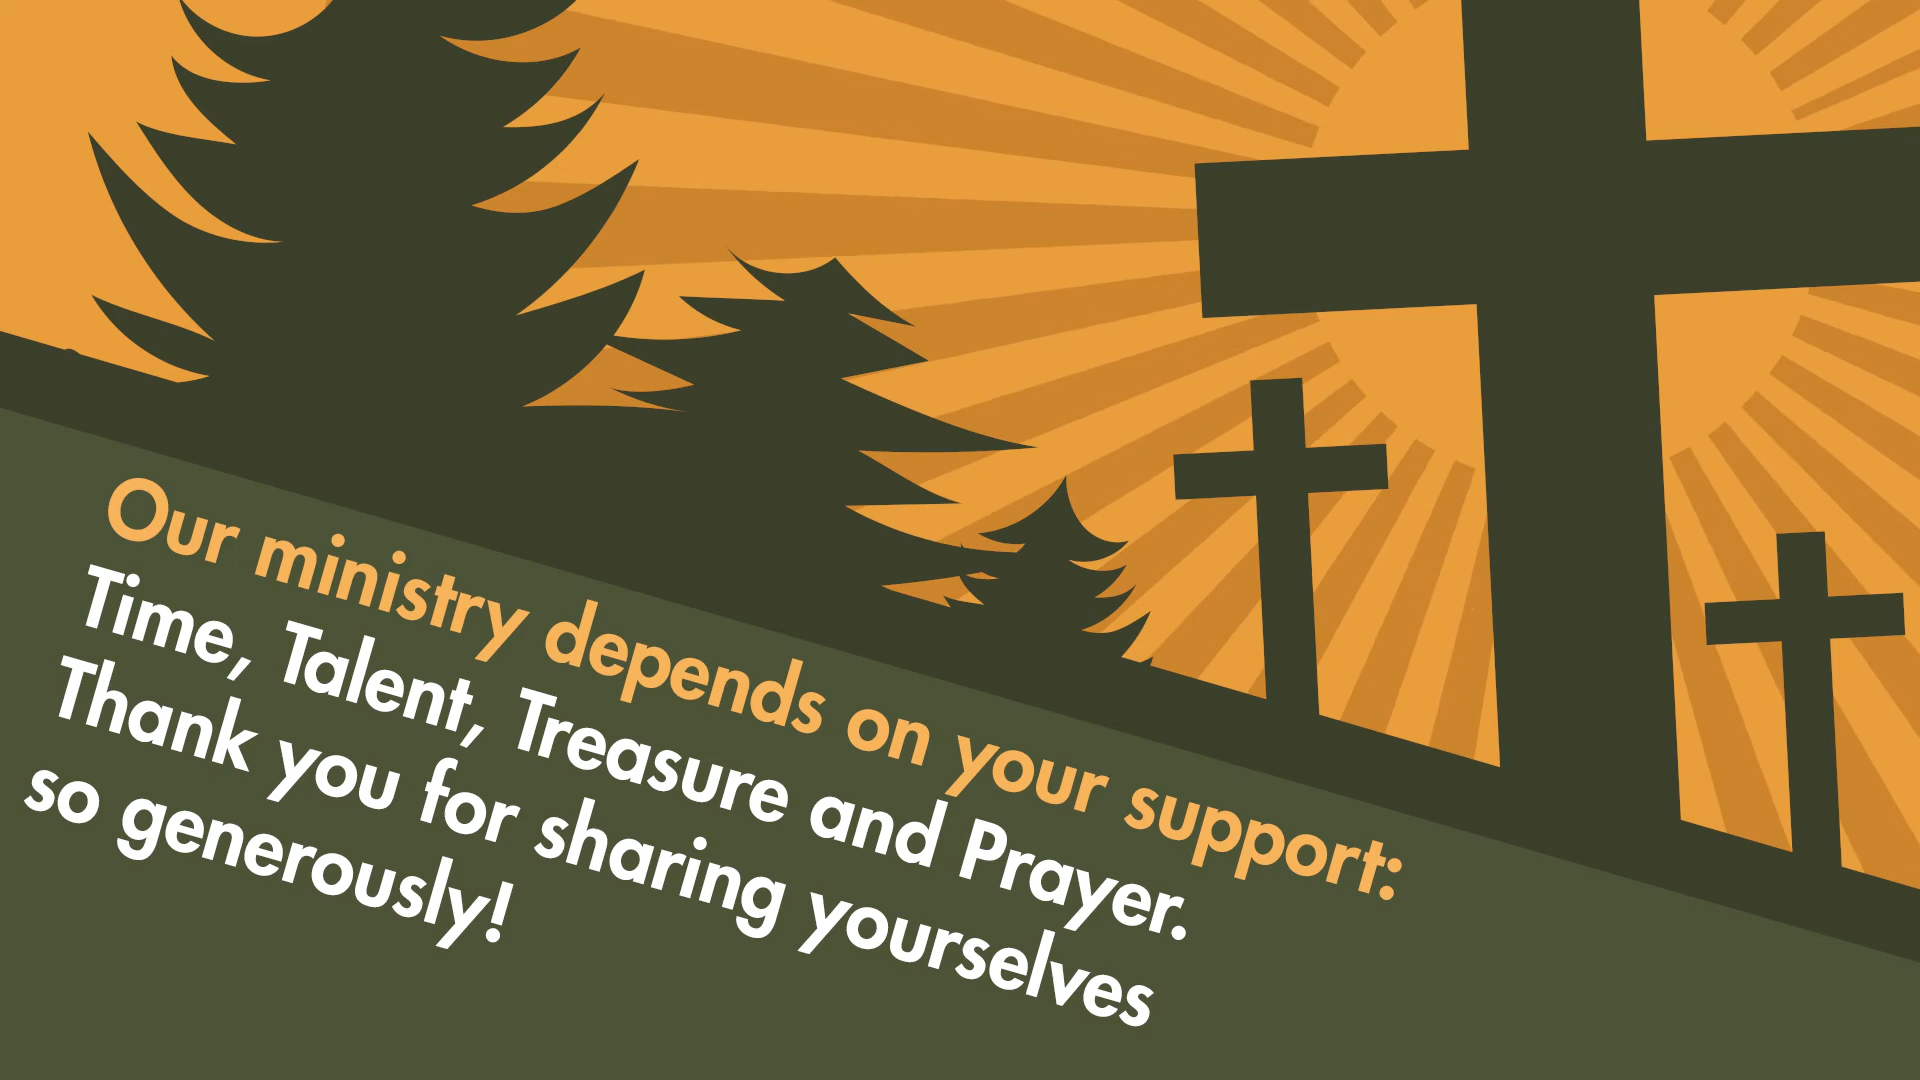 Our ministry depends on your support:
Time, Talent, Treasure and Prayer.
Thank you for sharing yourselves
so generously!